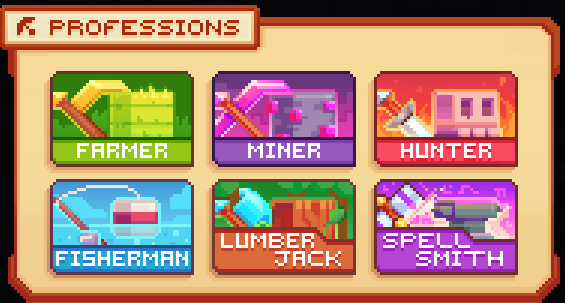 PROFESSIONS
FARMER
MINER
HUNTER
FISHERMAN
LUMBER
JACK
SPELL
SMITH